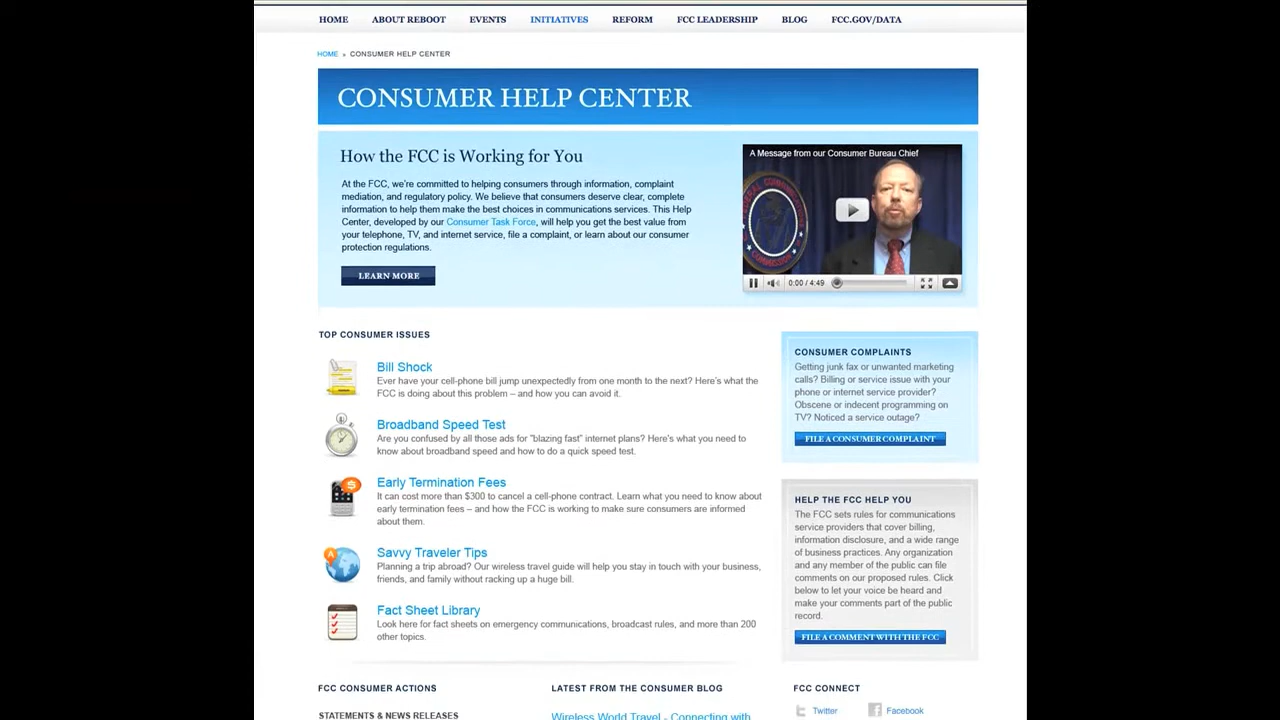 HOME ABOUT REBOOT EVENTS INITIATIVES REFORM FCC LEADERSHIP BLOG FCC.GOV/DATA
HOME » CONSUMER HELP CENTER
CONSUMER HELP CENTER
How the FCC is Working for You
At the FCC, we're committed to helping consumers through information, complaint
mediation, and regulatory policy. We believe that consumers deserve clear, complete
information to help them make the best choices in communications services. This Help
Center, developed by our Consumer Task Force, will help you get the best value from
your telephone, TV, and internet service, file a complaint, or learn about our consumer
protection regulations.
LEARN MORE
A Message from our Consumer Bureau Chief
0:00 / 4:49
TOP CONSUMER ISSUES
Bill Shock
Ever have your cell-phone bill jump unexpectedly from one month to the next? Here's what the
FCC is doing about this problem – and how you can avoid it.
Broadband Speed Test
Are you confused by all those ads for "blazing fast" internet plans? Here's what you need to
know about broadband speed and how to do a quick speed test.
Early Termination Fees
It can cost more than $300 to cancel a cell-phone contract. Learn what you need to know about
early termination fees – and how the FCC is working to make sure consumers are informed
about them.
Savvy Traveler Tips
Planning a trip abroad? Our wireless travel guide will help you stay in touch with your business,
friends, and family without racking up a huge bill.
Fact Sheet Library
Look here for fact sheets on emergency communications, broadcast rules, and more than 200
other topics.
CONSUMER COMPLAINTS
Getting junk fax or unwanted marketing
calls? Billing or service issue with your
phone or internet service provider?
Obscene or indecent programming on
TV? Noticed a service outage?
FILE A CONSUMER COMPLAINT
HELP THE FCC HELP YOU
The FCC sets rules for communications
service providers that cover billing,
information disclosure, and a wide range
of business practices. Any organization
and any member of the public can file
comments on our proposed rules. Click
below to let your voice be heard and
make your comments part of the public
record.
FILE A COMMENT WITH THE FCC
FCC CONSUMER ACTIONS
STATEMENTS & NEWS RELEASES
LATEST FROM THE CONSUMER BLOG
Wireless World Travel - Connecting with
FCC CONNECT
Twitter Facebook